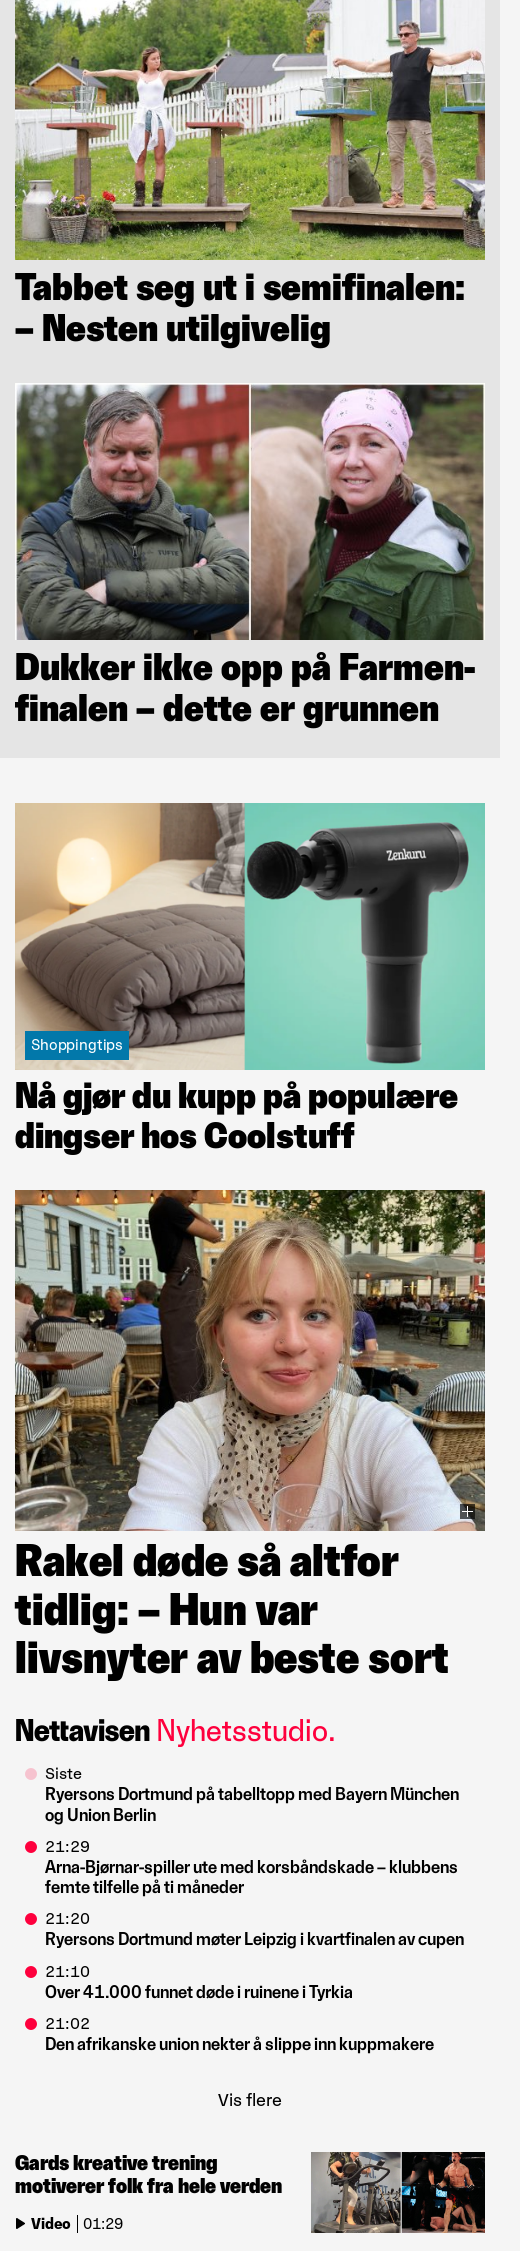 Tabbet seg ut i semifinalen:
– Nesten utilgivelig
TUFTE
Dukker ikke opp på Farmen-
finalen – dette er grunnen
Zenkuru
Shoppingtips
Nå gjør du kupp på populære
dingser hos Coolstuff
Rakel døde så altfor
tidlig: – Hun var
livsnyter av beste sort
Nettavisen Nyhetsstudio.
Siste
Ryersons Dortmund på tabelltopp med Bayern München
og Union Berlin
21:29
Arna-Bjørnar-spiller ute med korsbåndskade – klubbens
femte tilfelle på ti måneder
21:20
Ryersons Dortmund møter Leipzig i kvartfinalen av cupen
21:10
Over 41.000 funnet døde i ruinene i Tyrkia
21:02
Den afrikanske union nekter å slippe inn kuppmakere
Vis flere
Gards kreative trening
motiverer folk fra hele verden
Video 01:29